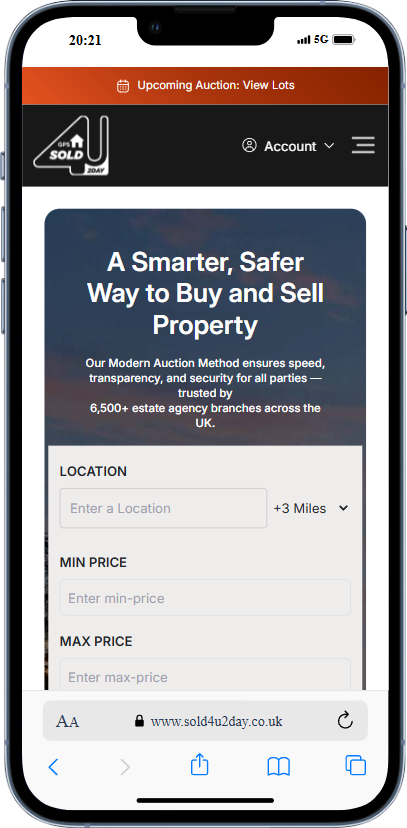 20:21
5G
Upcoming Auction: View Lots
GPS
SOLD
4U
2DAY
Account
A Smarter, Safer
Way to Buy and Sell
Property
Our Modern Auction Method ensures speed,
transparency, and security for all parties —
trusted by
6,500+ estate agency branches across the
UK.
LOCATION
Enter a Location
+3 Miles
MIN PRICE
Enter min-price
MAX PRICE
Enter max-price
AA
www.sold4u2day.co.uk